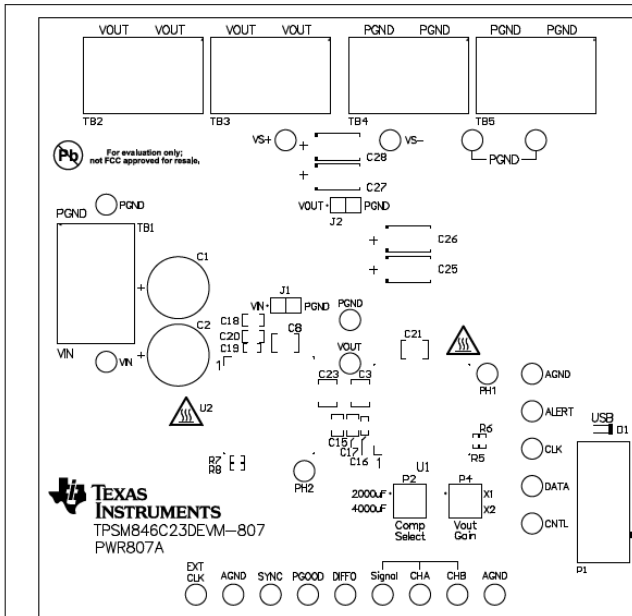 VOUT VOUT VOUT VOUT PGND PGND PGND PGND
TB2 TB3 TB4 TB5
VS+ VS-
+ C28
PGND
Pb For evaluation only;
not FCC approved for resale.
+ C27
VOUT PGND
J2
PGND
PGND TB1
C1
+
+ C26
+ C25
J1
VIN PGND PGND
C18
C2 C20 C8 C21
C19
+
VIN VIN
VOUT
PH1
AGND
U2
C23 C3
ALERT
USB
D1
C15
C17
C16
R6
R5
CLK
R7
R8
PH2
U1
P2 P4
DATA
2000uF X1
4000uF X2
Comp
Select
Vout
Gain
CNTL
P1
TEXAS
INSTRUMENTS
TPSM846C23DEVM-807
PWR807A
EXT
CLK AGND SYNC PGOOD DIFFO Signal CHA CHB AGND